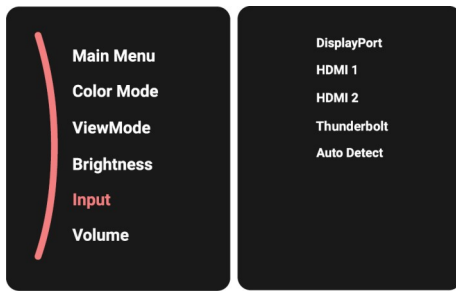 Main Menu
Color Mode
ViewMode
Brightness
Input
Volume
DisplayPort
HDMI 1
HDMI 2
Thunderbolt
Auto Detect